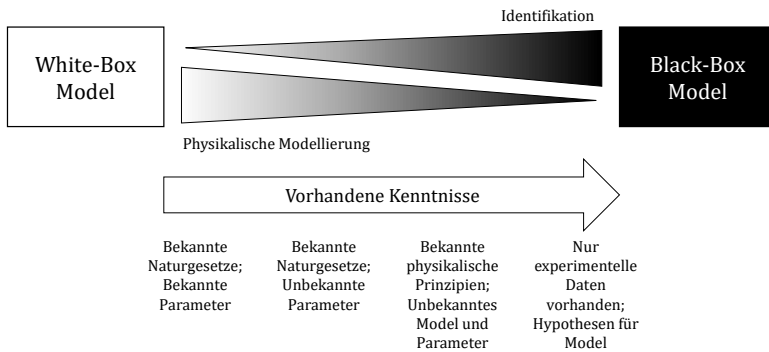 Identifikation
White-Box
Model
Black-Box
Model
Physikalische Modellierung
Vorhandene Kenntnisse
Bekannte
Naturgesetze;
Bekannte
Parameter
Bekannte
Naturgesetze;
Unbekannte
Parameter
Bekannte
physikalische
Prinzipien;
Unbekanntes
Model und
Parameter
Nur
experimentelle
Daten
vorhanden;
Hypothesen für
Model